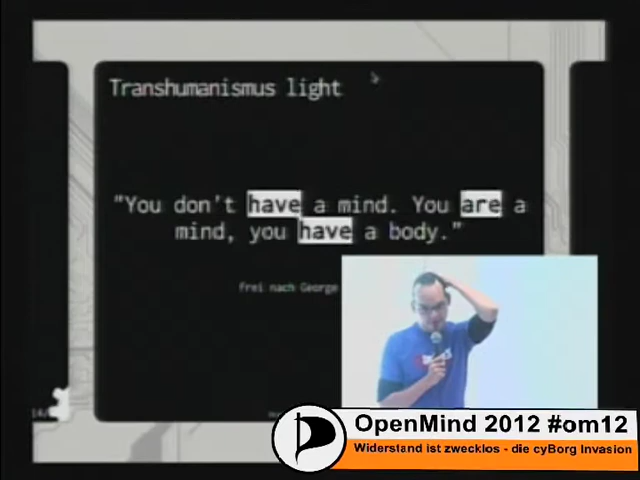 Transhumanismus light
"You don't have a mind. You are a
mind, you have a body."
frei nach George
OpenMind 2012 #om12
Widerstand ist zwecklos - die cyBorg Invasion